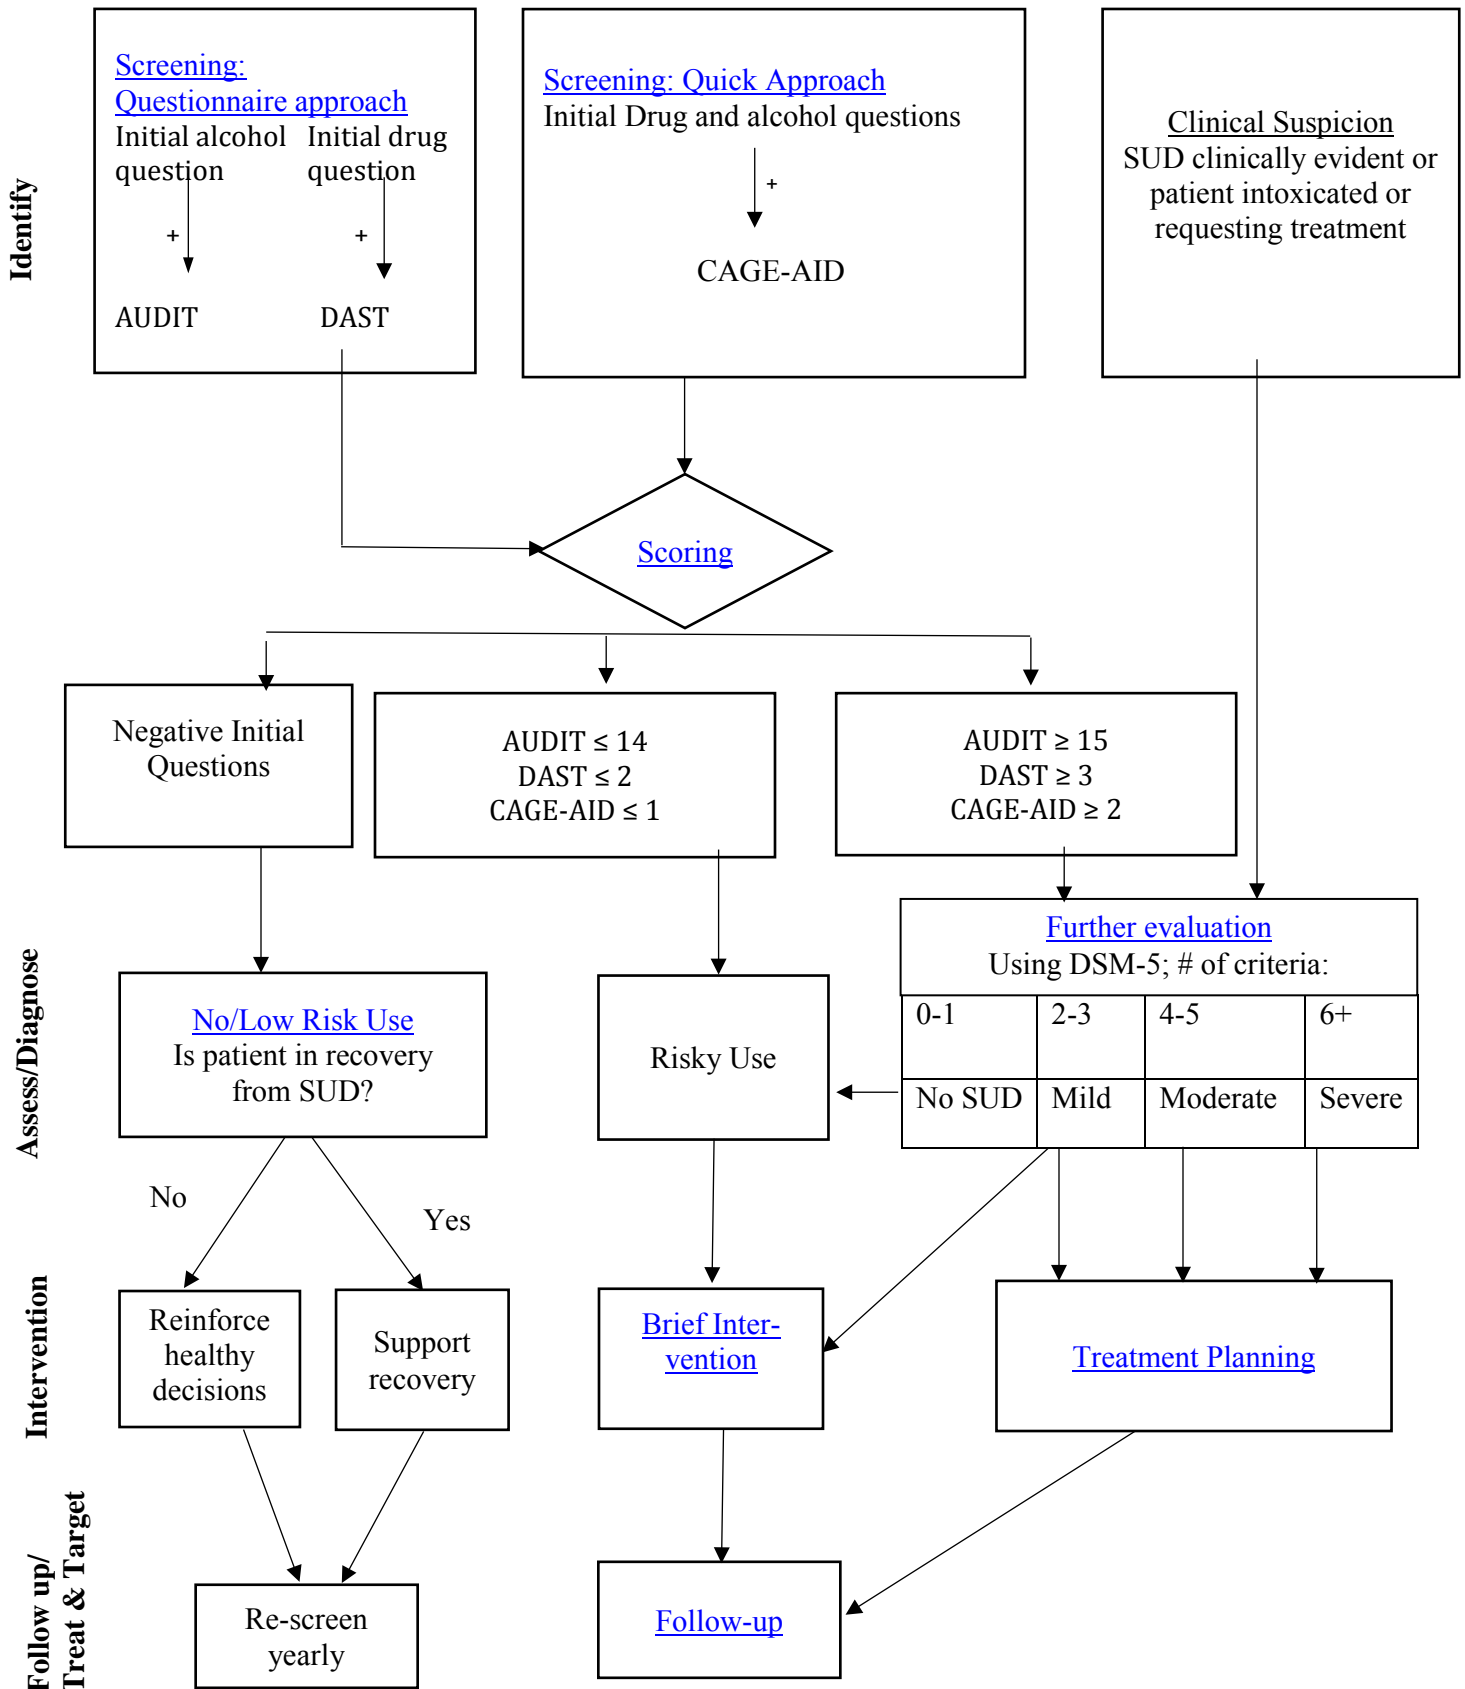 Identify
Screening:
Questionnaire approach
Initial alcohol question
Initial drug question
+
+
AUDIT
DAST
Screening: Quick Approach
Initial Drug and alcohol questions
+
CAGE-AID
Clinical Suspicion
SUD clinically evident or
patient intoxicated or
requesting treatment
Scoring
Negative Initial
Questions
AUDIT ≤ 14
DAST ≤ 2
CAGE-AID ≤ 1
AUDIT ≥ 15
DAST ≥ 3
CAGE-AID ≥ 2
Assess/Diagnose
No/Low Risk Use
Is patient in recovery
from SUD?
Risky Use
Further evaluation
Using DSM-5; # of criteria:
0-1 2-3 4-5 6+
No SUD Mild Moderate Severe
No
Yes
Intervention
Reinforce
healthy
decisions
Support
recovery
Brief Inter-
vention
Treatment Planning
Follow up/
Treat & Target
Re-screen
yearly
Follow-up